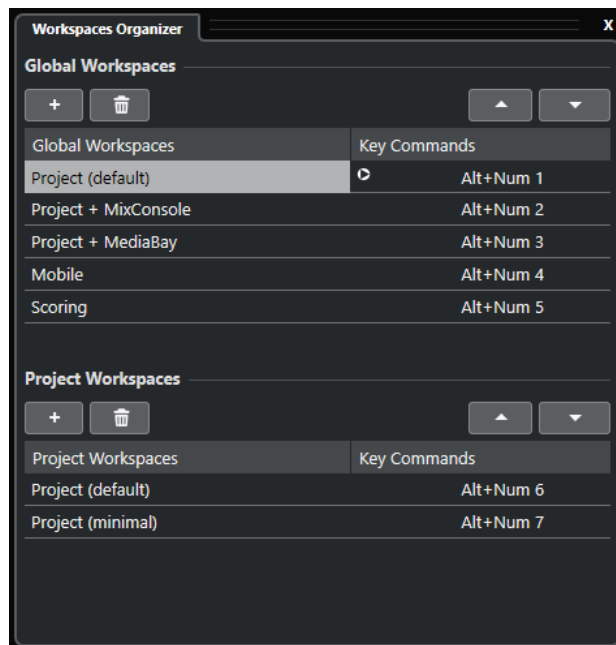 Workspaces Organizer X
Global Workspaces
+
Global Workspaces Key Commands
Project (default) Alt+Num 1
Project + MixConsole Alt+Num 2
Project + MediaBay Alt+Num 3
Mobile Alt+Num 4
Scoring Alt+Num 5
Project Workspaces
+
Project Workspaces Key Commands
Project (default) Alt+Num 6
Project (minimal) Alt+Num 7